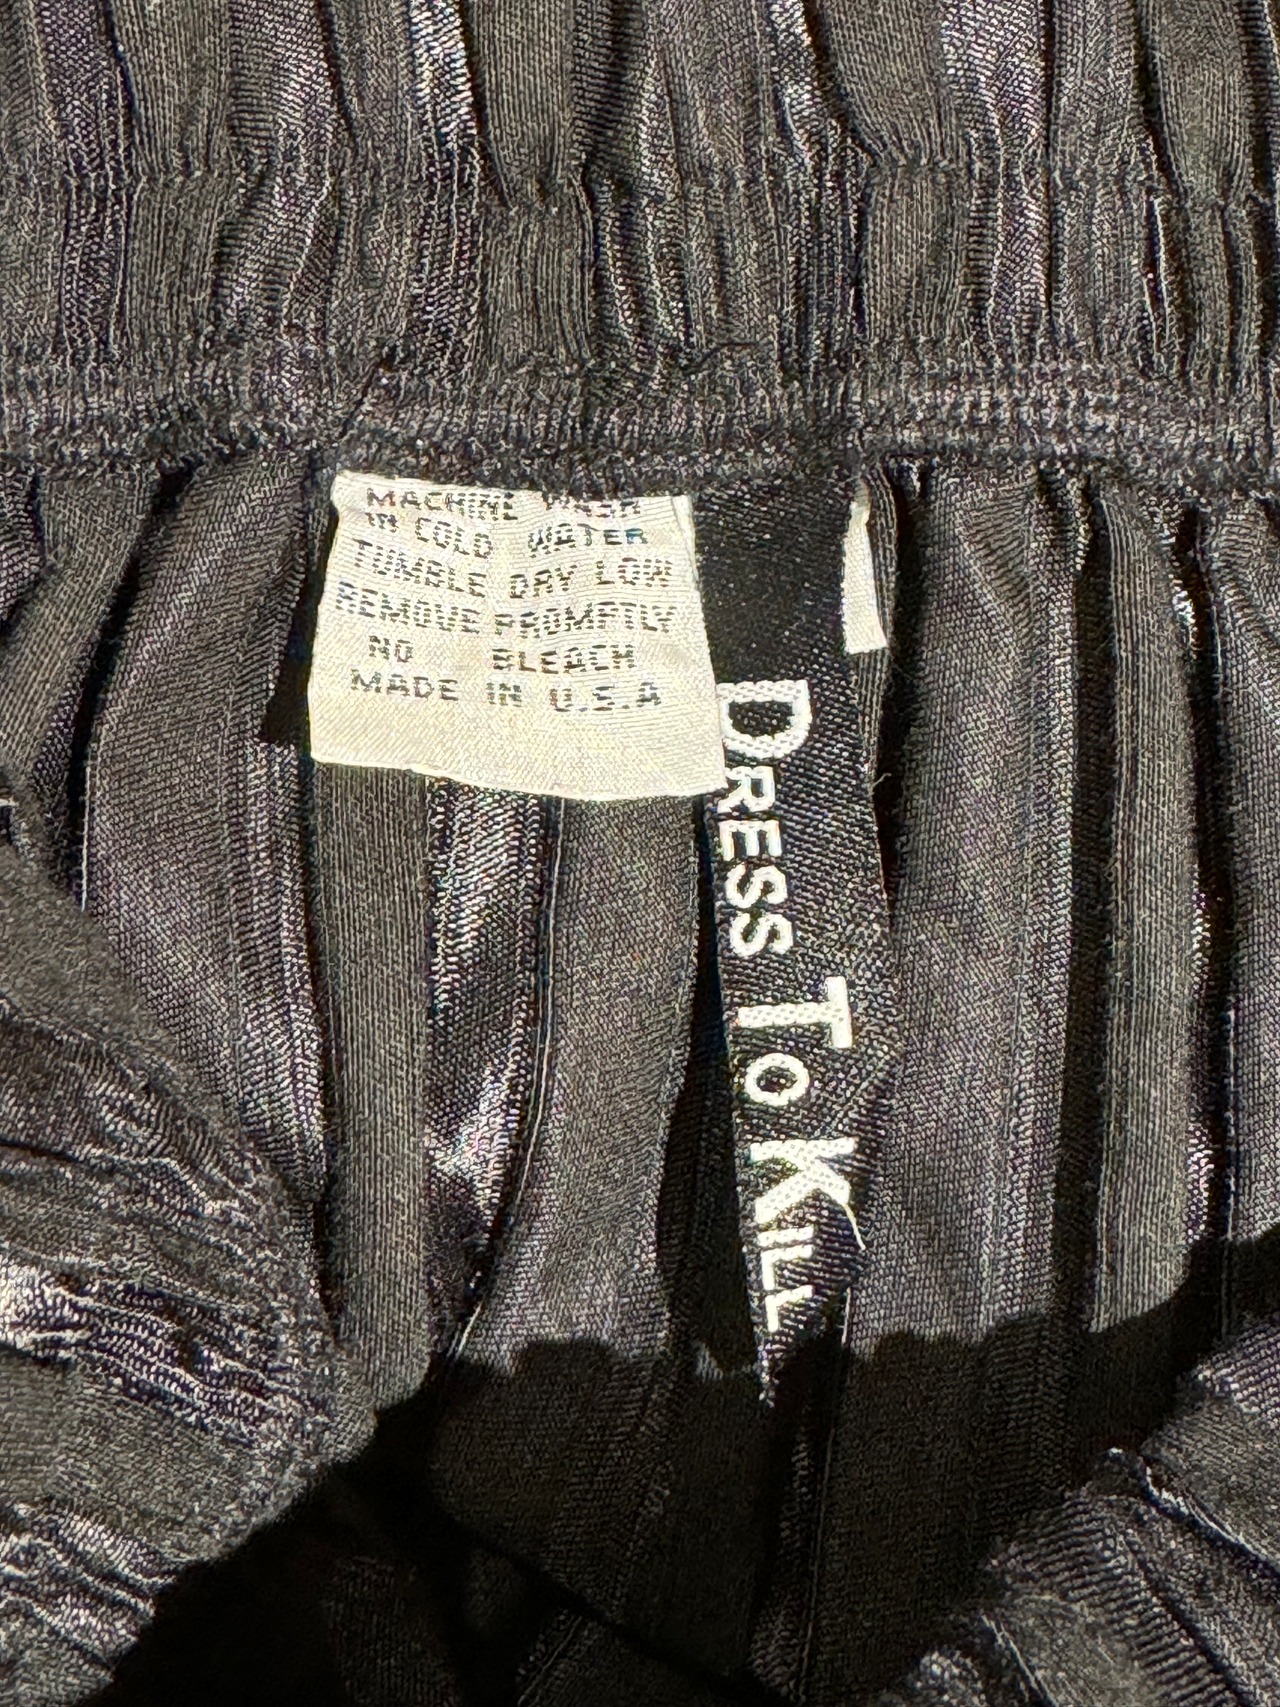 MACHINE WASH
IN COLD WATER
TUMBLE DRY LOW
REMOVE PROMPTLY
NO BLEACH
MADE IN U.S.A
DRESS TO KILL